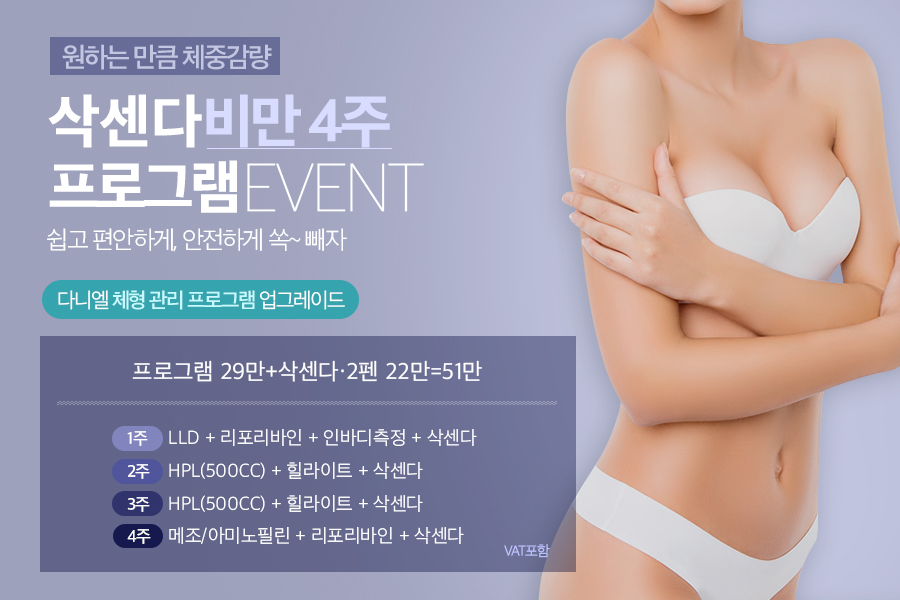 원하는 만큼 체중감량
삭센다비만 4주
프로그램 EVENT
쉽고 편안하게, 안전하게 쏙~ 빼자
다니엘 체형 관리 프로그램 업그레이드
프로그램 29만+삭센다·2펜 22만=51만
1주 LLD + 리포리바인 + 인바디측정 + 삭센다
2주 HPL(500CC) + 힐라이트 + 삭센다
3주 HPL(500CC) + 힐라이트 + 삭센다
4주 메조/아미노필린 + 리포리바인 + 삭센다
VAT포함